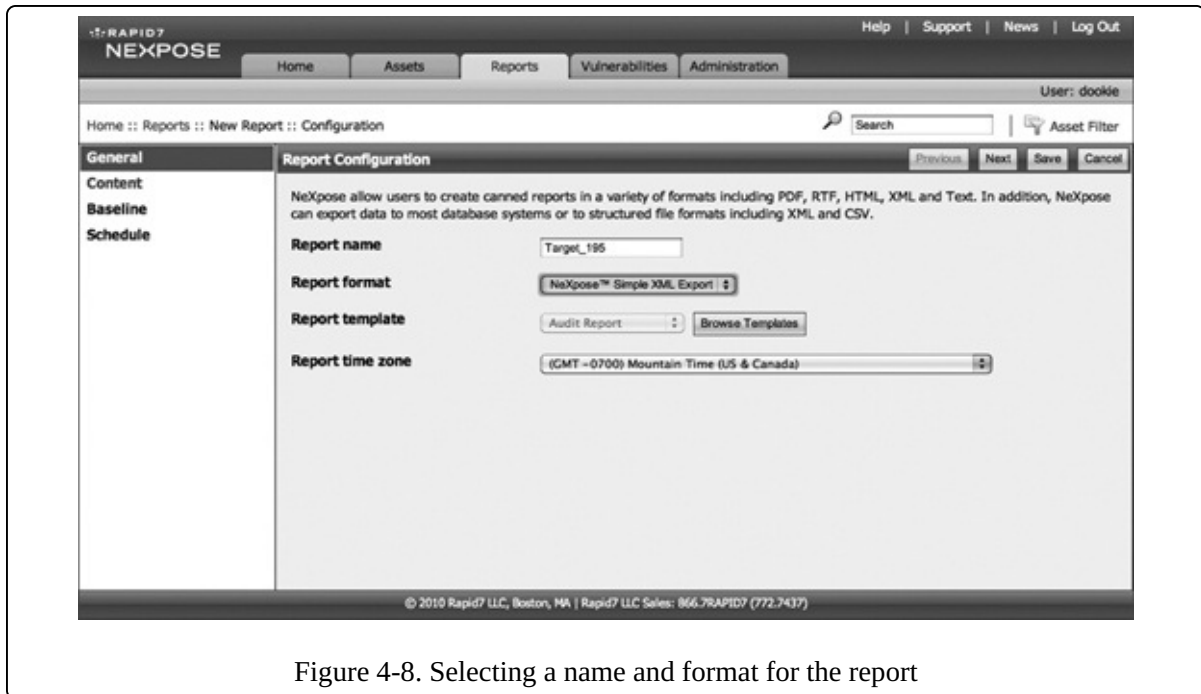 RAPID7
NEXPOSE
Help | Support | News | Log Out
Home Assets Reports Vulnerabilities Administration
User: dookie
Home :: Reports :: New Report :: Configuration
Search | Asset Filter
General
Content
Baseline
Schedule
Report Configuration
Previous Next Save Cancel
NeXpose allow users to create canned reports in a variety of formats including PDF, RTF, HTML, XML and Text. In addition, NeXpose
can export data to most database systems or to structured file formats including XML and CSV.
Report name Target_195
Report format NeXpose™ Simple XML Export
Report template Audit Report Browse Templates
Report time zone (GMT -0700) Mountain Time (US & Canada)
© 2010 Rapid7 LLC, Boston, MA | Rapid7 LLC Sales: 866.7RAPID7 (772.7437)
Figure 4-8. Selecting a name and format for the report